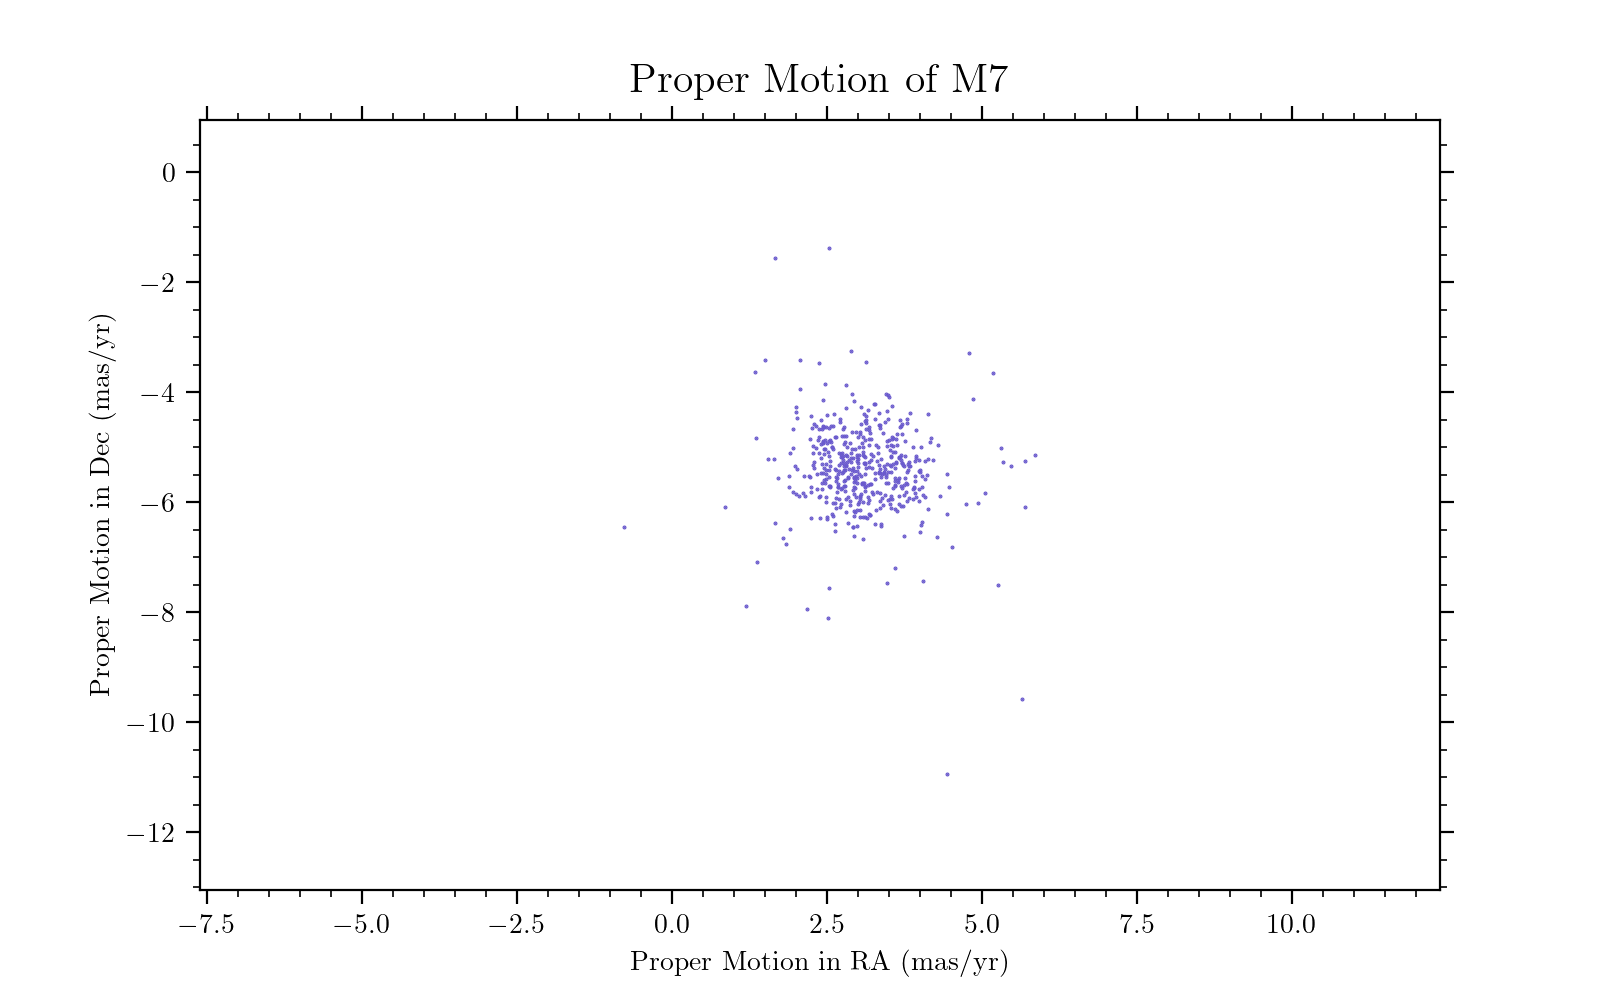 Proper Motion of M7
0
−2
−4
−6
−8
−10
−12
Proper Motion in Dec (mas/yr)
−7.5 −5.0 −2.5 0.0 2.5 5.0 7.5 10.0
Proper Motion in RA (mas/yr)